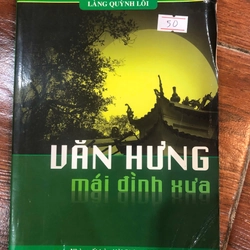 LÀNG QUỲNH LÔI
50
VĂN HƯNG
mái đình xưa